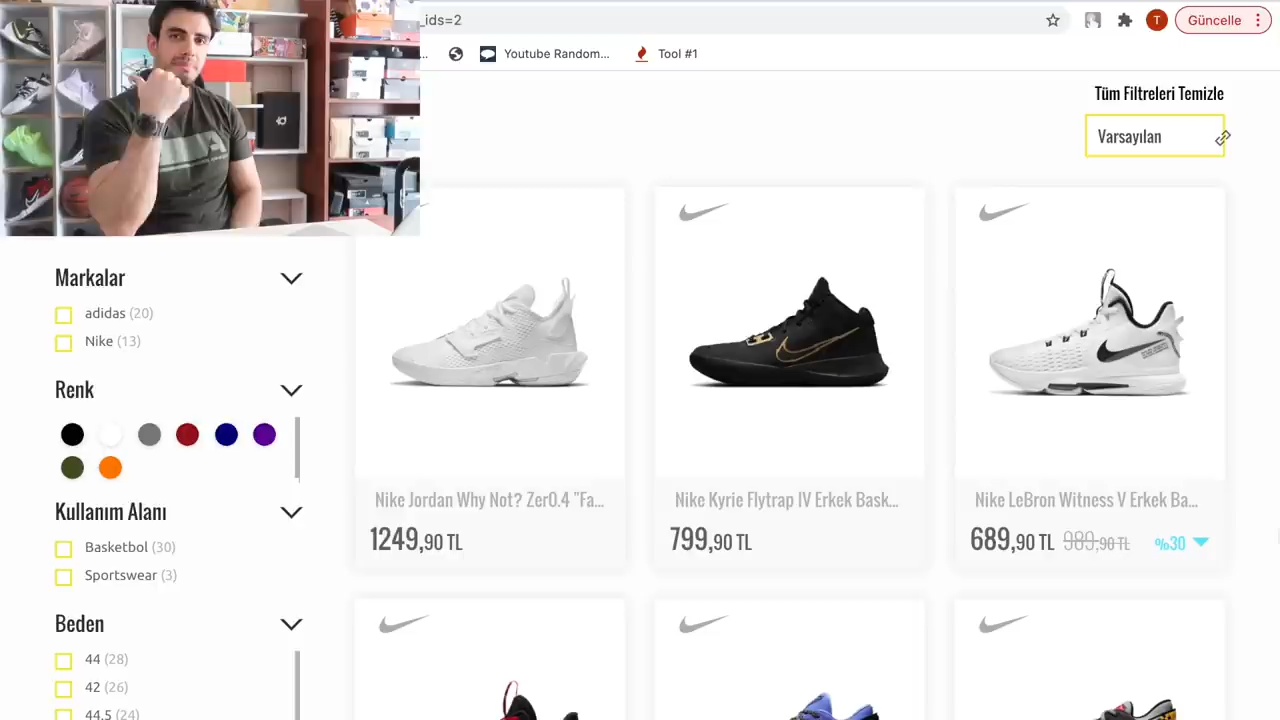 _ids=2
Güncelle
T
Youtube Random...
Tool #1
Tüm Filtreleri Temizle
Varsayılan
Markalar
adidas (20)
Nike (13)
Renk
Kullanım Alanı
Basketbol (30)
Sportswear (3)
Beden
44 (28)
42 (26)
44.5 (24)
Nike Jordan Why Not? Zer0.4 "Fa...
1249,90 TL
Nike Kyrie Flytrap IV Erkek Bask...
799,90 TL
Nike LeBron Witness V Erkek Ba...
689,90 TL 989,90 TL %30